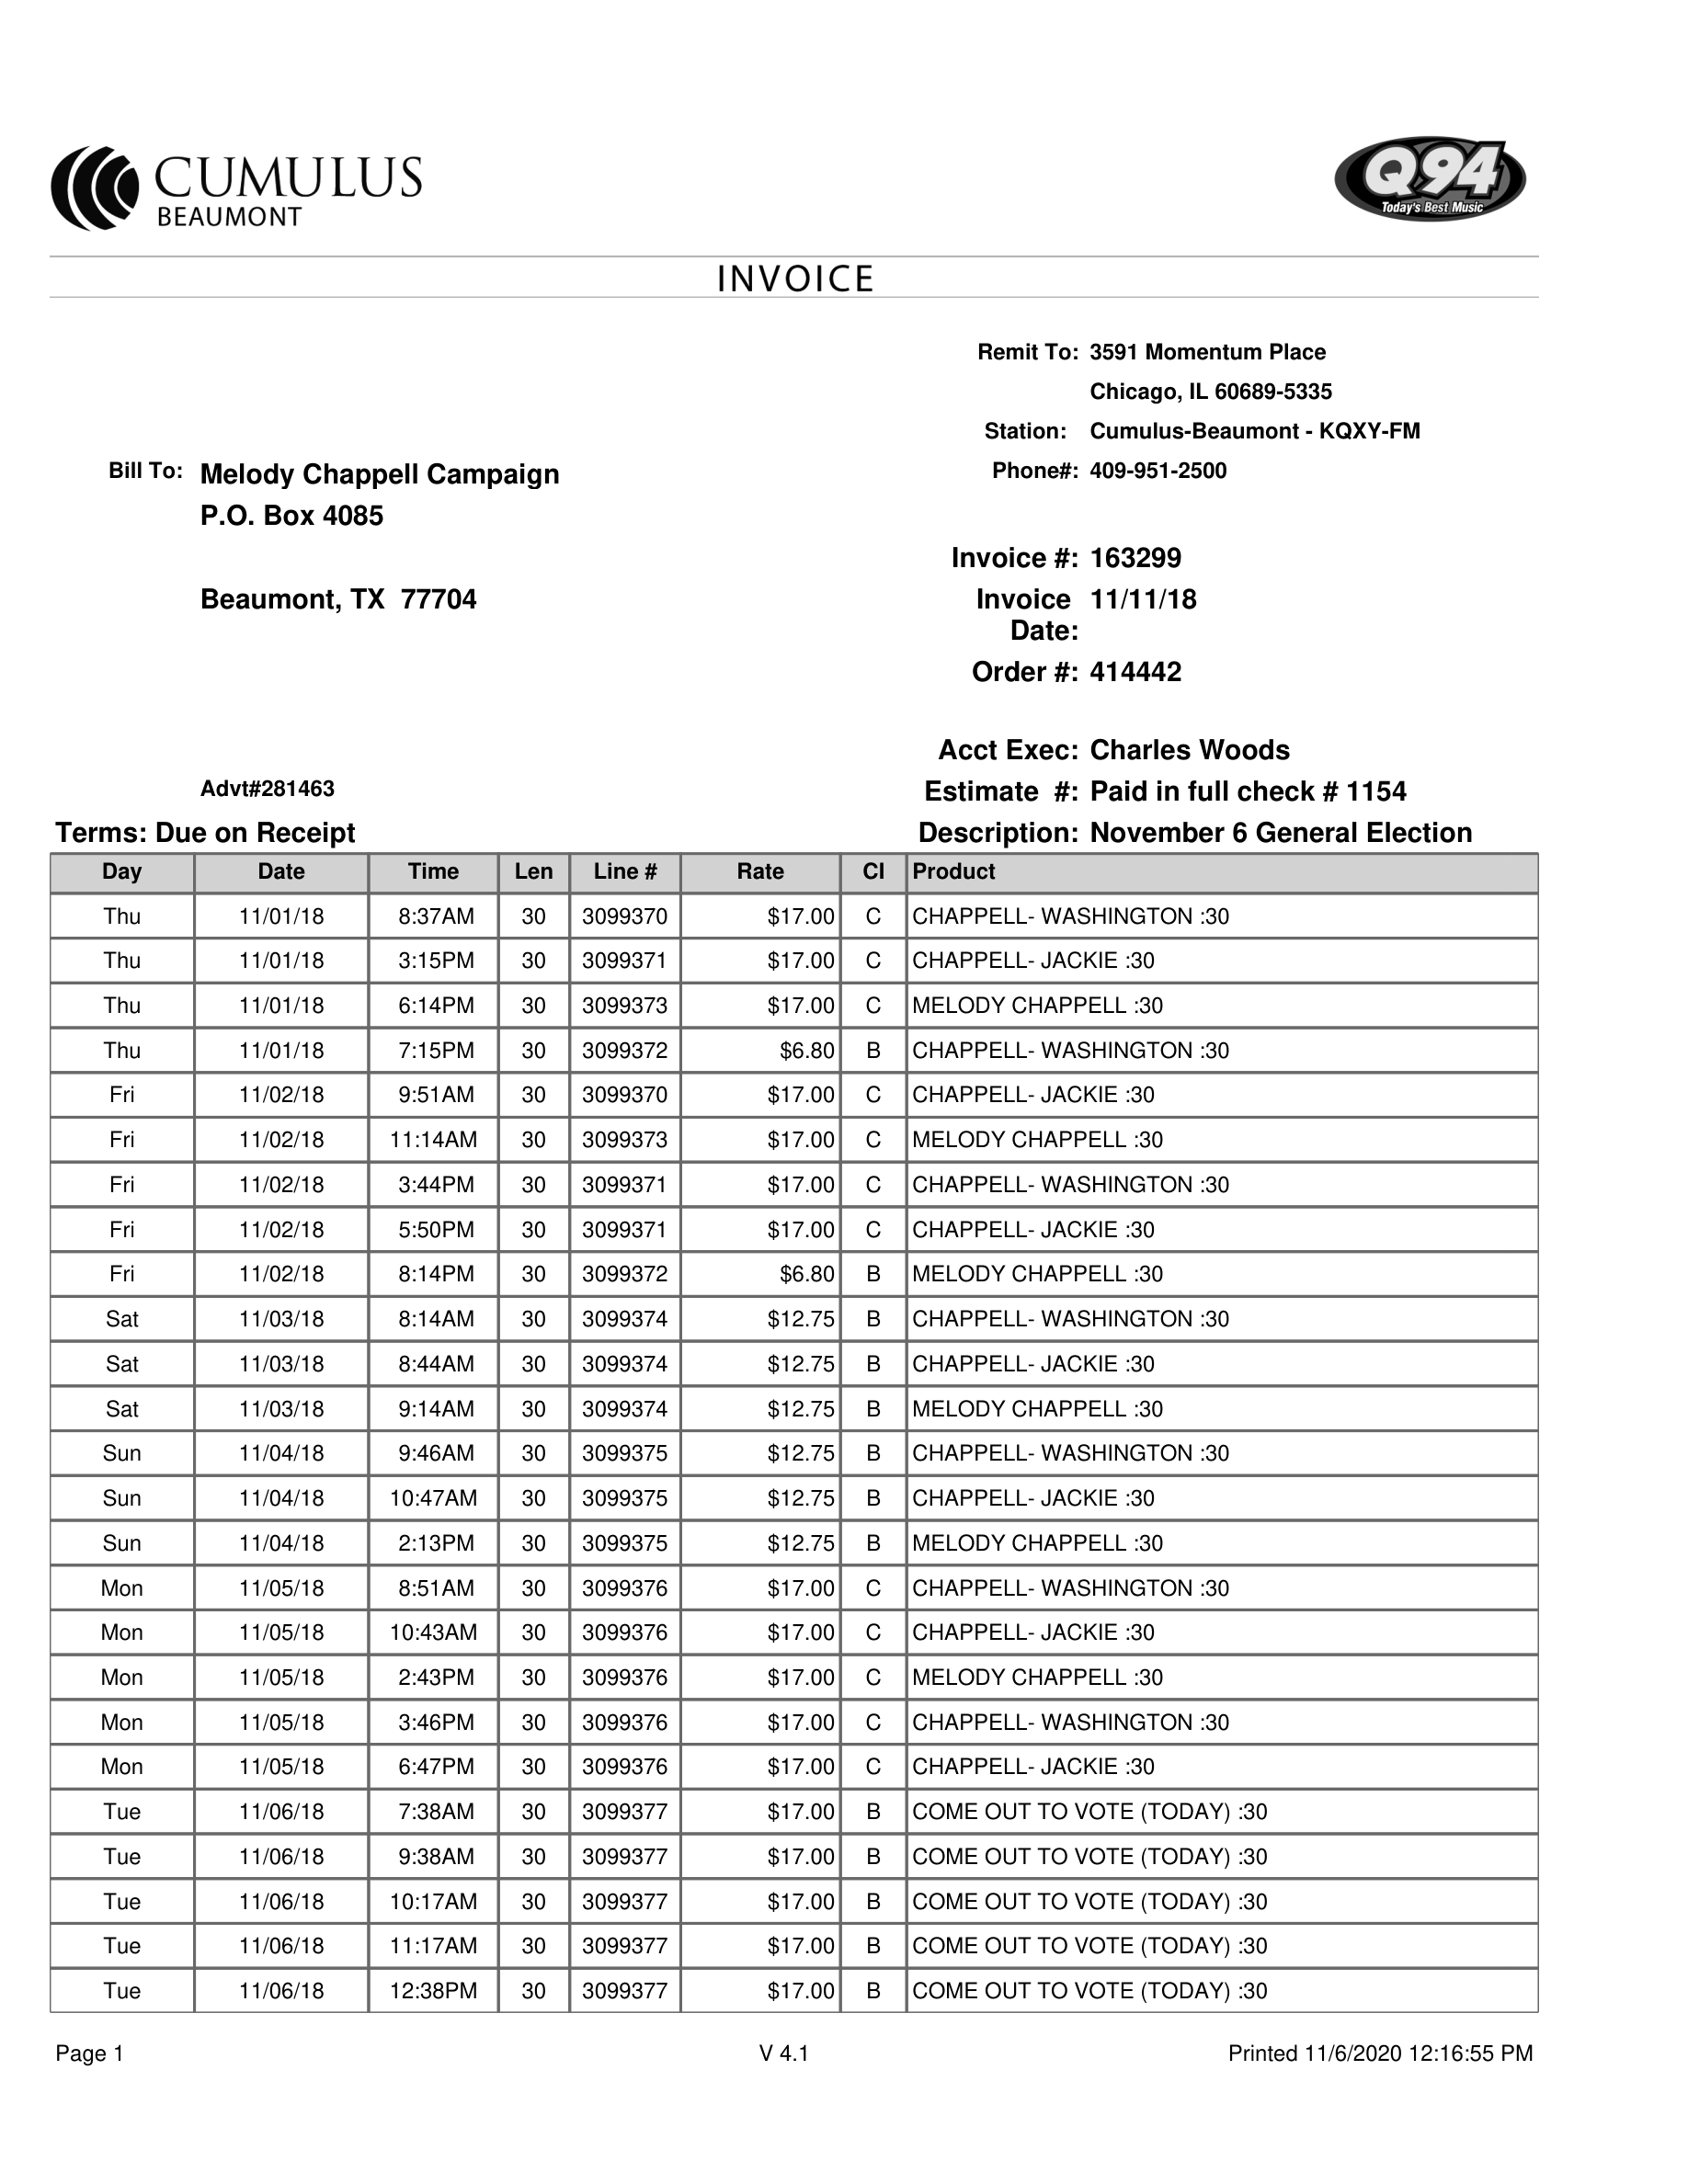 CUMULUS
BEAUMONT
Q94
Today's Best Music
INVOICE
Remit To: 3591 Momentum Place
Chicago, IL 60689-5335
Station: Cumulus-Beaumont - KQXY-FM
Bill To: Melody Chappell Campaign
Phone#: 409-951-2500
P.O. Box 4085
Invoice #: 163299
Beaumont, TX 77704
Invoice Date: 11/11/18
Order #: 414442
Acct Exec: Charles Woods
Advt#281463
Estimate #: Paid in full check # 1154
Terms: Due on Receipt
Description: November 6 General Election
Day Date Time Len Line # Rate Cl Product
Thu 11/01/18 8:37AM 30 3099370 $17.00 C CHAPPELL- WASHINGTON :30
Thu 11/01/18 3:15PM 30 3099371 $17.00 C CHAPPELL- JACKIE :30
Thu 11/01/18 6:14PM 30 3099373 $17.00 C MELODY CHAPPELL :30
Thu 11/01/18 7:15PM 30 3099372 $6.80 B CHAPPELL- WASHINGTON :30
Fri 11/02/18 9:51AM 30 3099370 $17.00 C CHAPPELL- JACKIE :30
Fri 11/02/18 11:14AM 30 3099373 $17.00 C MELODY CHAPPELL :30
Fri 11/02/18 3:44PM 30 3099371 $17.00 C CHAPPELL- WASHINGTON :30
Fri 11/02/18 5:50PM 30 3099371 $17.00 C CHAPPELL- JACKIE :30
Fri 11/02/18 8:14PM 30 3099372 $6.80 B MELODY CHAPPELL :30
Sat 11/03/18 8:14AM 30 3099374 $12.75 B CHAPPELL- WASHINGTON :30
Sat 11/03/18 8:44AM 30 3099374 $12.75 B CHAPPELL- JACKIE :30
Sat 11/03/18 9:14AM 30 3099374 $12.75 B MELODY CHAPPELL :30
Sun 11/04/18 9:46AM 30 3099375 $12.75 B CHAPPELL- WASHINGTON :30
Sun 11/04/18 10:47AM 30 3099375 $12.75 B CHAPPELL- JACKIE :30
Sun 11/04/18 2:13PM 30 3099375 $12.75 B MELODY CHAPPELL :30
Mon 11/05/18 8:51AM 30 3099376 $17.00 C CHAPPELL- WASHINGTON :30
Mon 11/05/18 10:43AM 30 3099376 $17.00 C CHAPPELL- JACKIE :30
Mon 11/05/18 2:43PM 30 3099376 $17.00 C MELODY CHAPPELL :30
Mon 11/05/18 3:46PM 30 3099376 $17.00 C CHAPPELL- WASHINGTON :30
Mon 11/05/18 6:47PM 30 3099376 $17.00 C CHAPPELL- JACKIE :30
Tue 11/06/18 7:38AM 30 3099377 $17.00 B COME OUT TO VOTE (TODAY) :30
Tue 11/06/18 9:38AM 30 3099377 $17.00 B COME OUT TO VOTE (TODAY) :30
Tue 11/06/18 10:17AM 30 3099377 $17.00 B COME OUT TO VOTE (TODAY) :30
Tue 11/06/18 11:17AM 30 3099377 $17.00 B COME OUT TO VOTE (TODAY) :30
Tue 11/06/18 12:38PM 30 3099377 $17.00 B COME OUT TO VOTE (TODAY) :30
Page 1 V 4.1 Printed 11/6/2020 12:16:55 PM